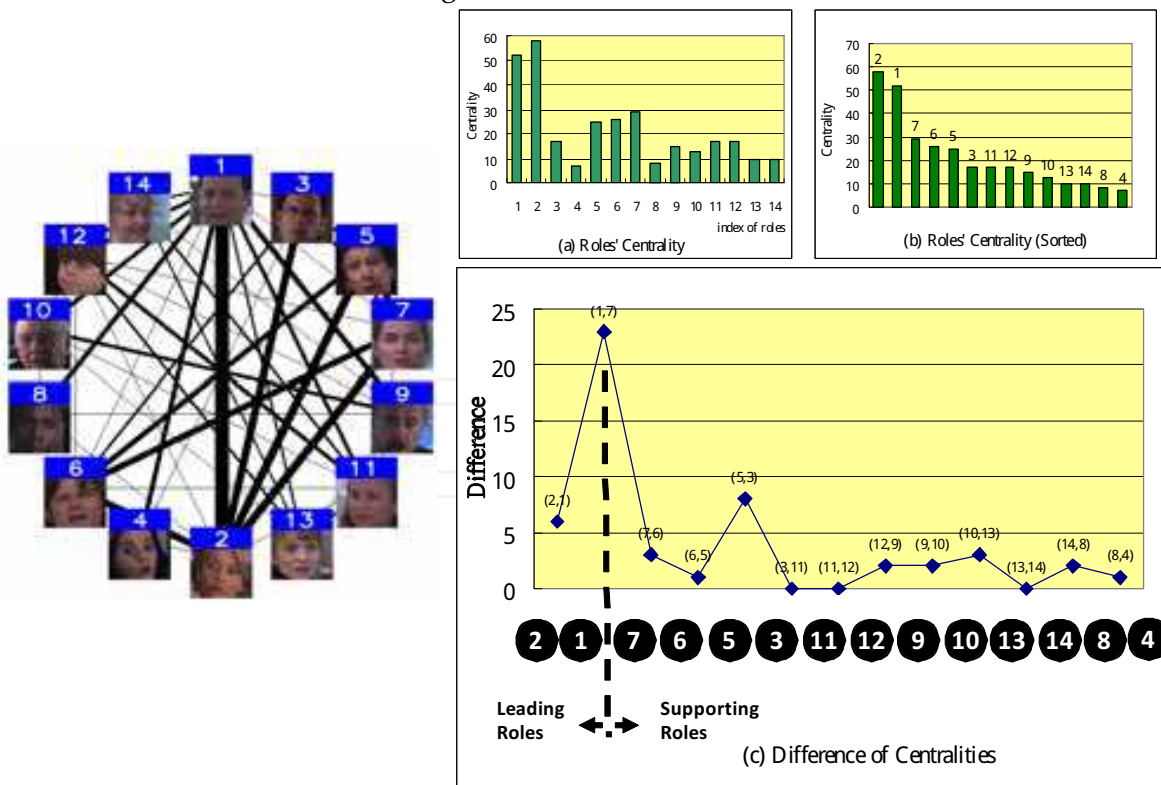 60
50
40
30
20
10
0
Centrality
1 2 3 4 5 6 7 8 9 10 11 12 13 14
index of roles
(a) Roles' Centrality
70
60
50
40
30
20
10
0
Centrality
2 1 7 6 5 3 11 12 9 10 13 14 8 4
(b) Roles' Centrality (Sorted)
1
14 3
12 5
10 7
8 9
6 11
4 13
2
25
20
15
10
5
0
Difference
(1,7)
(5,3)
(2,1)
(7,6) (10,13)
(6,5) (3,11) (11,12) (12,9) (9,10) (13,14) (14,8) (8,4)
2 1 7 6 5 3 11 12 9 10 13 14 8 4
Leading Supporting
Roles Roles
(c) Difference of Centralities